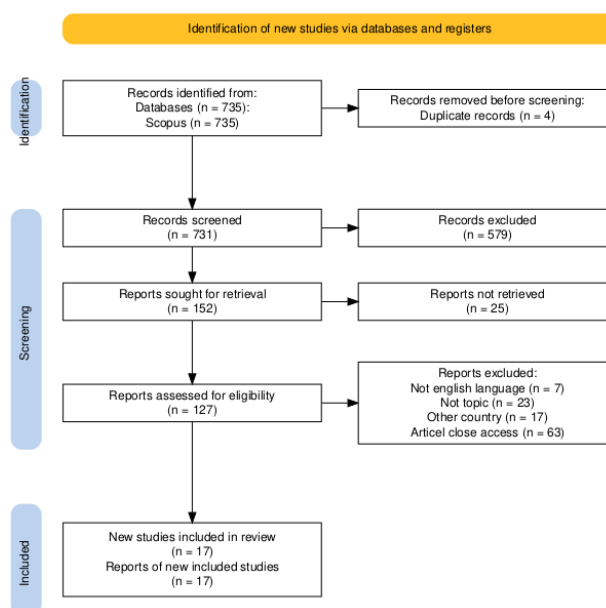 Identification of new studies via databases and registers
Identification
Records identified from:
Databases (n = 735):
Scopus (n = 735)
Records removed before screening:
Duplicate records (n = 4)
Screening
Records screened
(n = 731)
Records excluded
(n = 579)
Reports sought for retrieval
(n = 152)
Reports not retrieved
(n = 25)
Reports assessed for eligibility
(n = 127)
Reports excluded:
Not english language (n = 7)
Not topic (n = 23)
Other country (n = 17)
Articel close access (n = 63)
Included
New studies included in review
(n = 17)
Reports of new included studies
(n = 17)